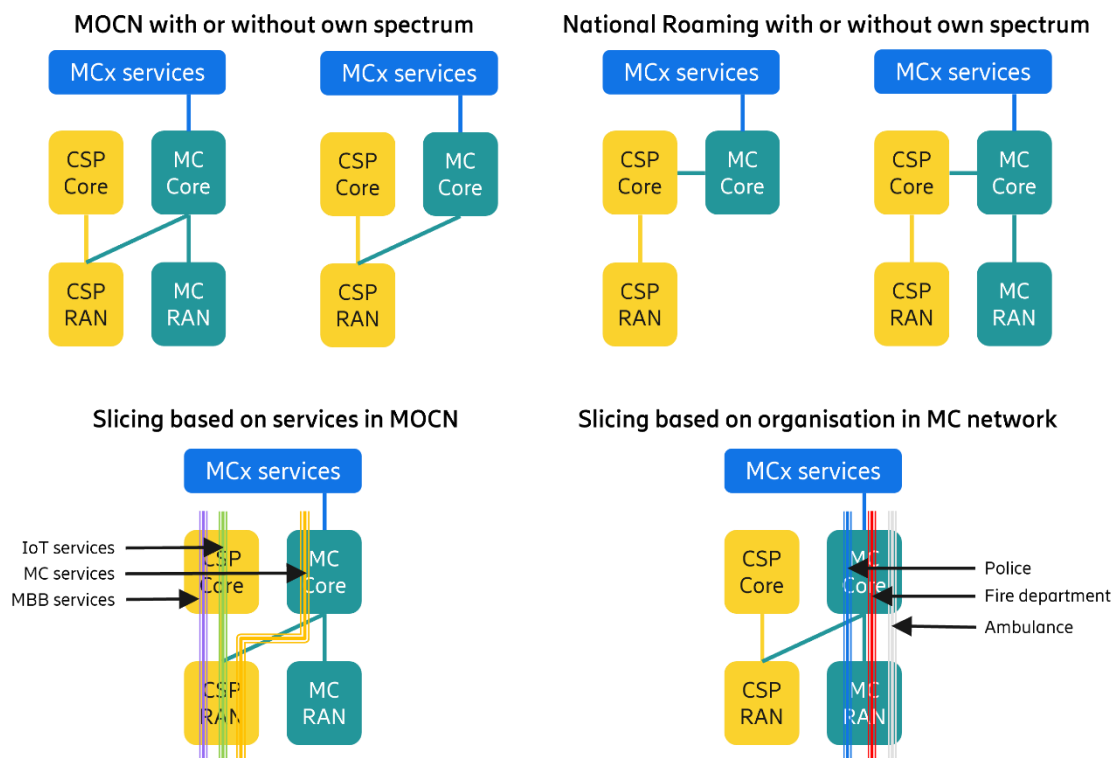 MOCN with or without own spectrum
MCx services
CSP
Core
MC
Core
CSP
RAN
MC
RAN
MCx services
CSP
Core
MC
Core
CSP
RAN
National Roaming with or without own spectrum
MCx services
CSP
Core
MC
Core
CSP
RAN
MCx services
CSP
Core
MC
Core
CSP
RAN
MC
RAN
Slicing based on services in MOCN
MCx services
IoT services
MC services
MBB services
CSP
Core
MC
Core
CSP
RAN
MC
RAN
Slicing based on organisation in MC network
MCx services
CSP
Core
MC
Core
Police
Fire department
Ambulance
CSP
RAN
MC
RAN